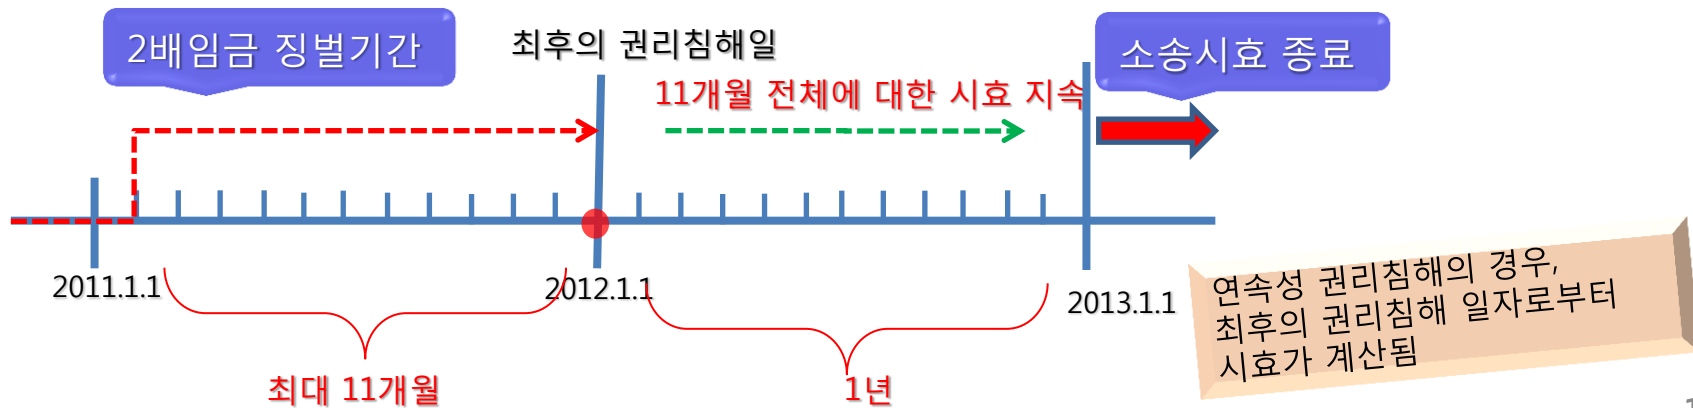 2배임금 징벌기간
최후의 권리침해일
소송시효 종료
11개월 전체에 대한 시효 지속
2011.1.1
2012.1.1
2013.1.1
최대 11개월
1년
연속성 권리침해의 경우,
최후의 권리침해 일자로부터
시효가 계산됨